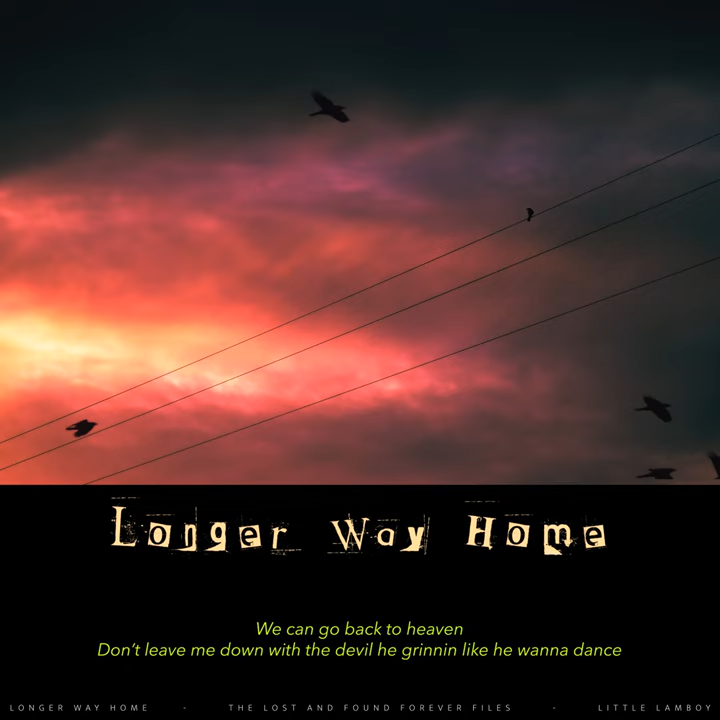 Longer Way Home
We can go back to heaven
Don't leave me down with the devil he grinnin like he wanna dance
LONGER WAY HOME - THE LOST AND FOUND FOREVER FILES - LITTLE LAMBOY